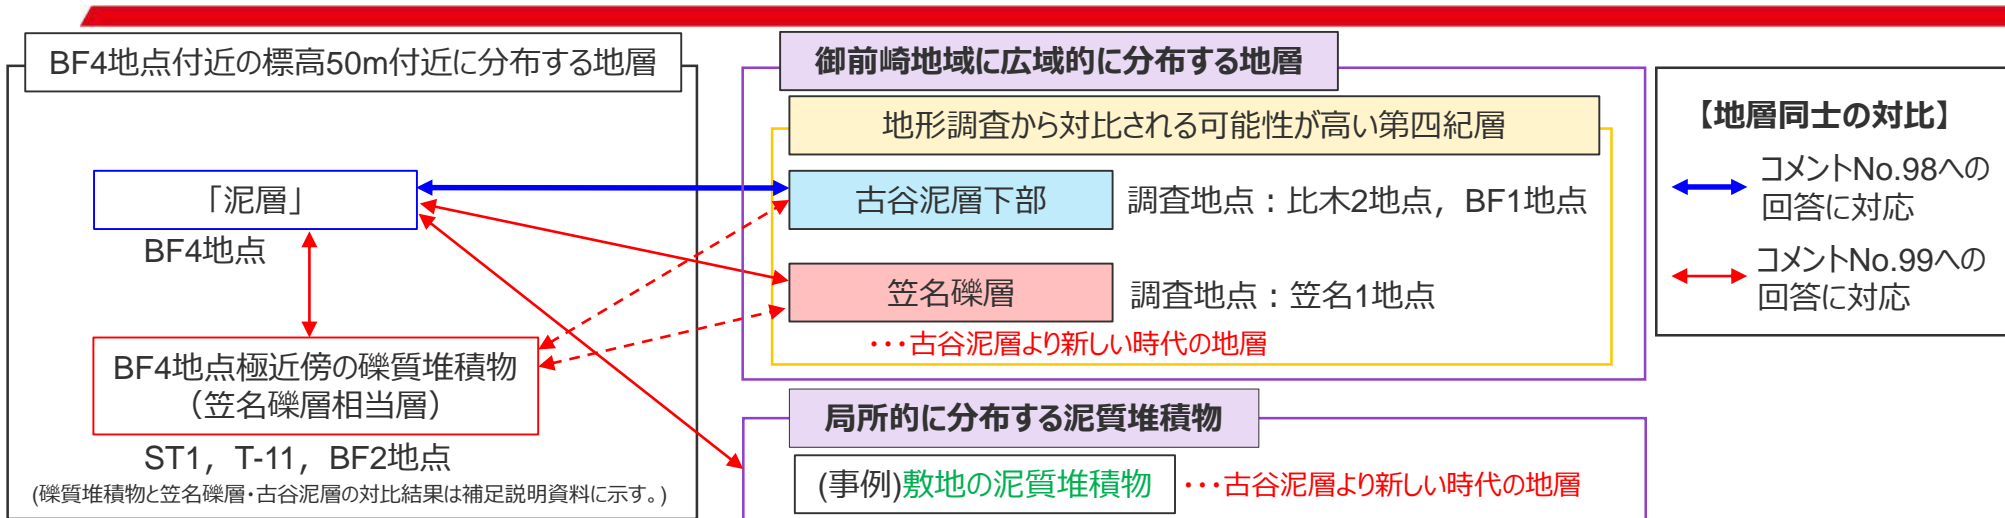 BF4地点付近の標高50m付近に分布する地層
「泥層」
BF4地点
BF4地点極近傍の礫質堆積物
（笠名礫層相当層）
ST1，T-11，BF2地点
(礫質堆積物と笠名礫層・古谷泥層の対比結果は補足説明資料に示す。)
御前崎地域に広域的に分布する地層
地形調査から対比される可能性が高い第四紀層
古谷泥層下部 調査地点：比木2地点，BF1地点
笠名礫層 調査地点：笠名1地点
・・・古谷泥層より新しい時代の地層
局所的に分布する泥質堆積物
(事例)敷地の泥質堆積物 ・・・古谷泥層より新しい時代の地層
【地層同士の対比】
コメントNo.98への
回答に対応
コメントNo.99への
回答に対応